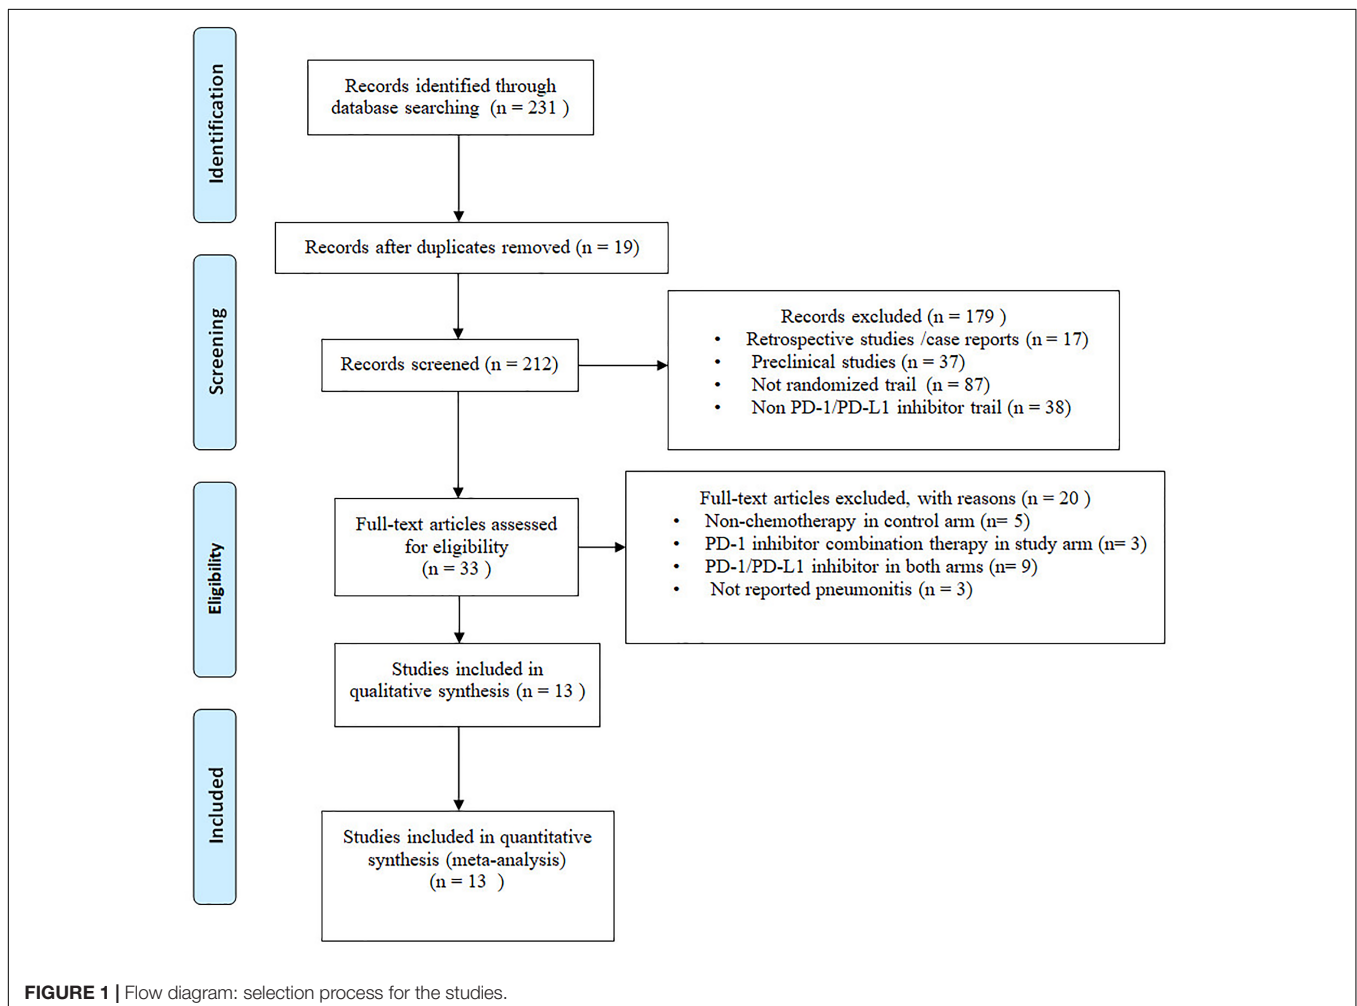 Identification
Records identified through
database searching (n = 231 )
Records after duplicates removed (n = 19)
Screening
Records screened (n = 212)
Records excluded (n = 179 )
• Retrospective studies /case reports (n = 17)
• Preclinical studies (n = 37)
• Not randomized trail (n = 87)
• Non PD-1/PD-L1 inhibitor trail (n = 38)
Eligibility
Full-text articles assessed
for eligibility
(n = 33 )
Full-text articles excluded, with reasons (n = 20 )
• Non-chemotherapy in control arm (n= 5)
• PD-1 inhibitor combination therapy in study arm (n= 3)
• PD-1/PD-L1 inhibitor in both arms (n= 9)
• Not reported pneumonitis (n = 3)
Studies included in
qualitative synthesis (n = 13 )
Included
Studies included in quantitative
synthesis (meta-analysis)
(n = 13 )
FIGURE 1 | Flow diagram: selection process for the studies.